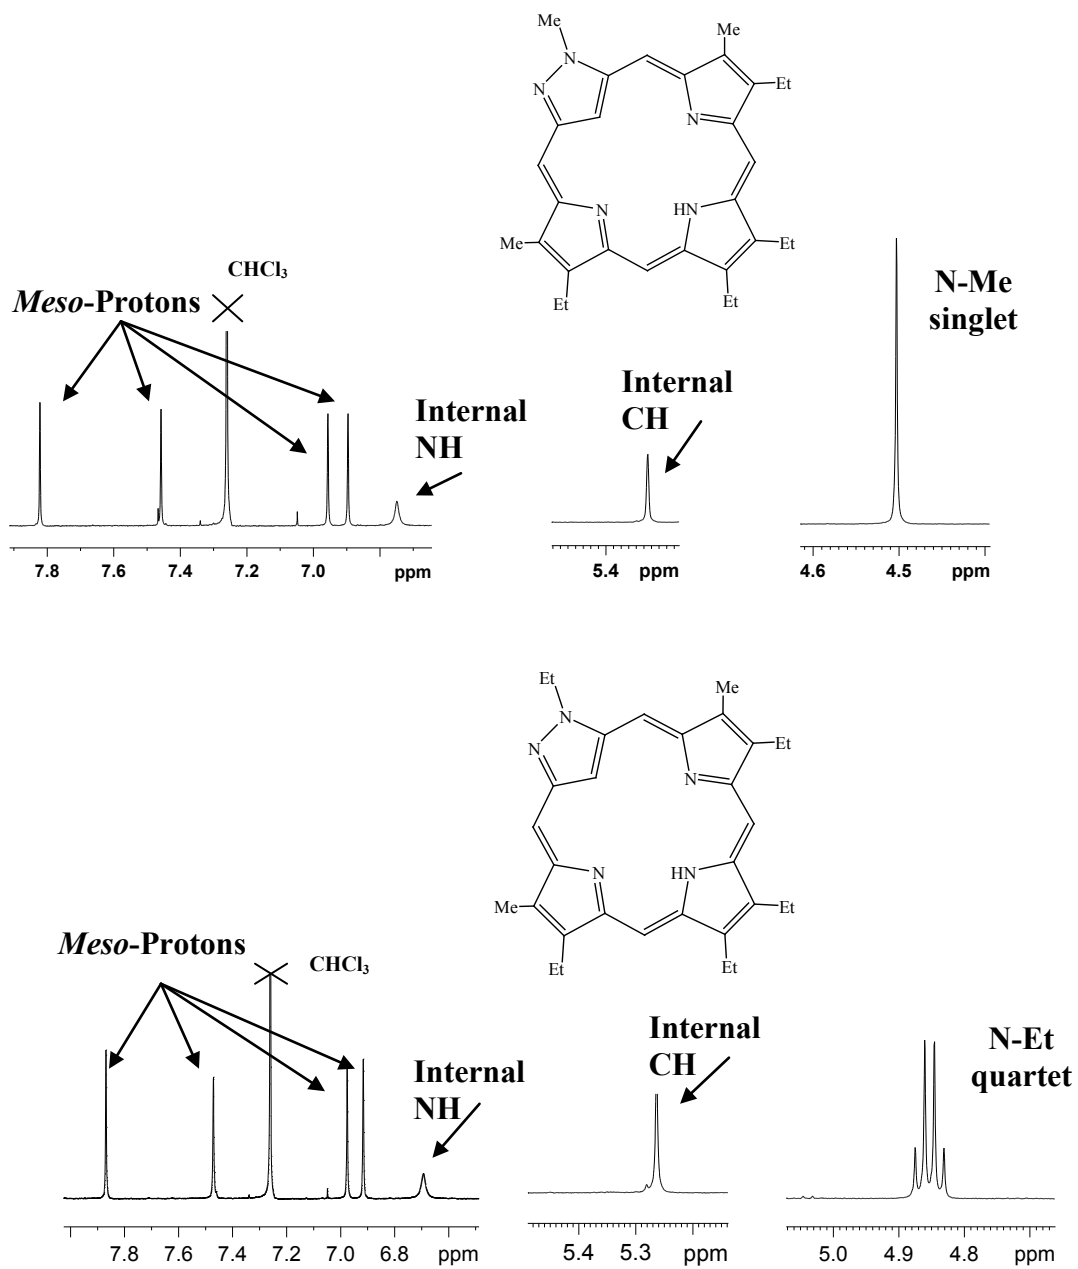 Me
N
N
Me
Et
N
N
HN
Me
Et
Et
Et
CHCl3
Meso-Protons
N-Me
singlet
Internal
CH
Internal
NH
7.8 7.6 7.4 7.2 7.0 ppm
5.4 ppm
4.6 4.5 ppm
Et
N
N
Me
Et
N
N
HN
Me
Et
Et
Et
Meso-Protons
CHCl3
Internal
CH
N-Et
quartet
Internal
NH
7.8 7.6 7.4 7.2 7.0 6.8 ppm
5.4 5.3 ppm
5.0 4.9 4.8 ppm